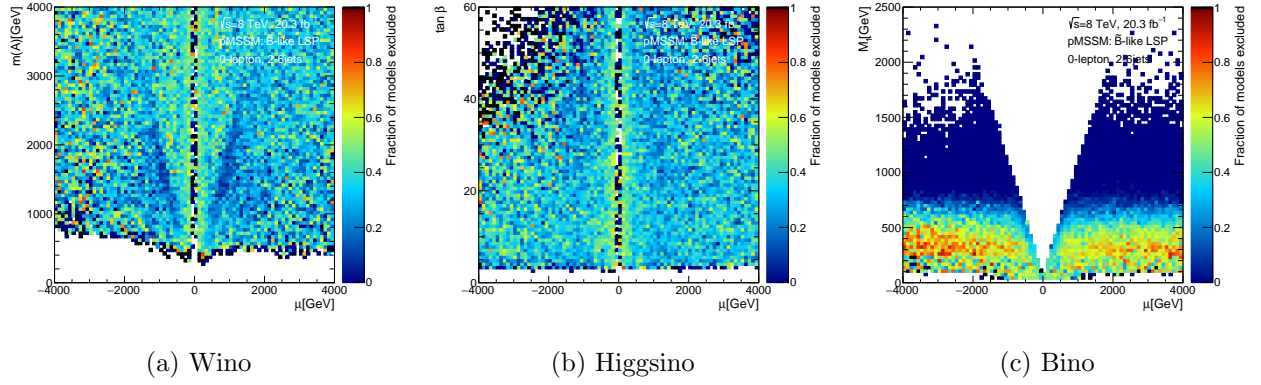 m(A)[GeV]
4000
3000
2000
1000
0
−4000 −2000 0 2000 4000
μ[GeV]
√s=8 TeV, 20.3 fb⁻¹
pMSSM: B̃-like LSP
0-lepton, 2-6jets
1
0.8
0.6
0.4
0.2
0
Fraction of models excluded
(a) Wino
tan β
60
40
20
0
−4000 −2000 0 2000 4000
μ[GeV]
√s=8 TeV, 20.3 fb⁻¹
pMSSM: B̃-like LSP
0-lepton, 2-6jets
1
0.8
0.6
0.4
0.2
0
Fraction of models excluded
(b) Higgsino
2500
2000
1500
1000
500
0
−4000 −2000 0 2000 4000
μ[GeV]
√s=8 TeV, 20.3 fb⁻¹
pMSSM: B̃-like LSP
0-lepton, 2-6jets
1
0.8
0.6
0.4
0.2
0
Fraction of models excluded
(c) Bino